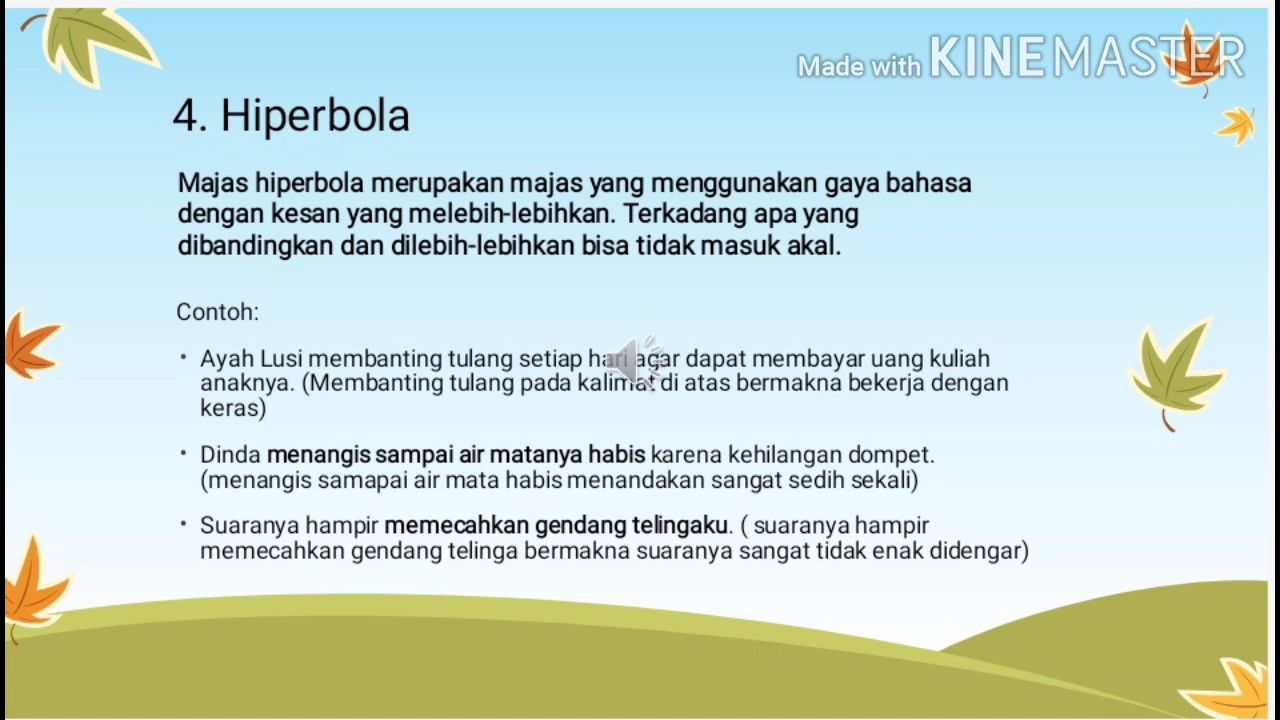 Made with KINEMASTER
4. Hiperbola
Majas hiperbola merupakan majas yang menggunakan gaya bahasa
dengan kesan yang melebih-lebihkan. Terkadang apa yang
dibandingkan dan dilebih-lebihkan bisa tidak masuk akal.
Contoh:
• Ayah Lusi membanting tulang setiap hari agar dapat membayar uang kuliah
anaknya. (Membanting tulang pada kalimat di atas bermakna bekerja dengan
keras)
• Dinda menangis sampai air matanya habis karena kehilangan dompet.
(menangis samapai air mata habis menandakan sangat sedih sekali)
• Suaranya hampir memecahkan gendang telingaku. ( suaranya hampir
memecahkan gendang telinga bermakna suaranya sangat tidak enak didengar)